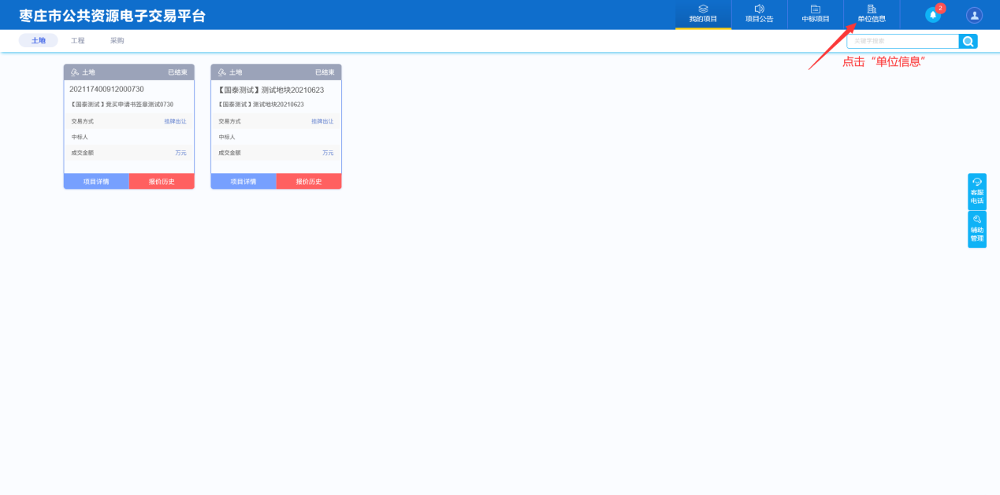 枣庄市公共资源电子交易平台
我的项目
项目公告
中标项目
单位信息
2
土地
工程
采购
关键字搜索
点击“单位信息”
土地 已结束
202117400912000730
【国泰测试】竞买申请书签章测试0730
交易方式 挂牌出让
中标人
成交金额 万元
项目详情 报价历史
土地 已结束
【国泰测试】测试地块20210623
【国泰测试】测试地块20210623
交易方式 挂牌出让
中标人
成交金额 万元
项目详情 报价历史
客服
电话
辅助
管理